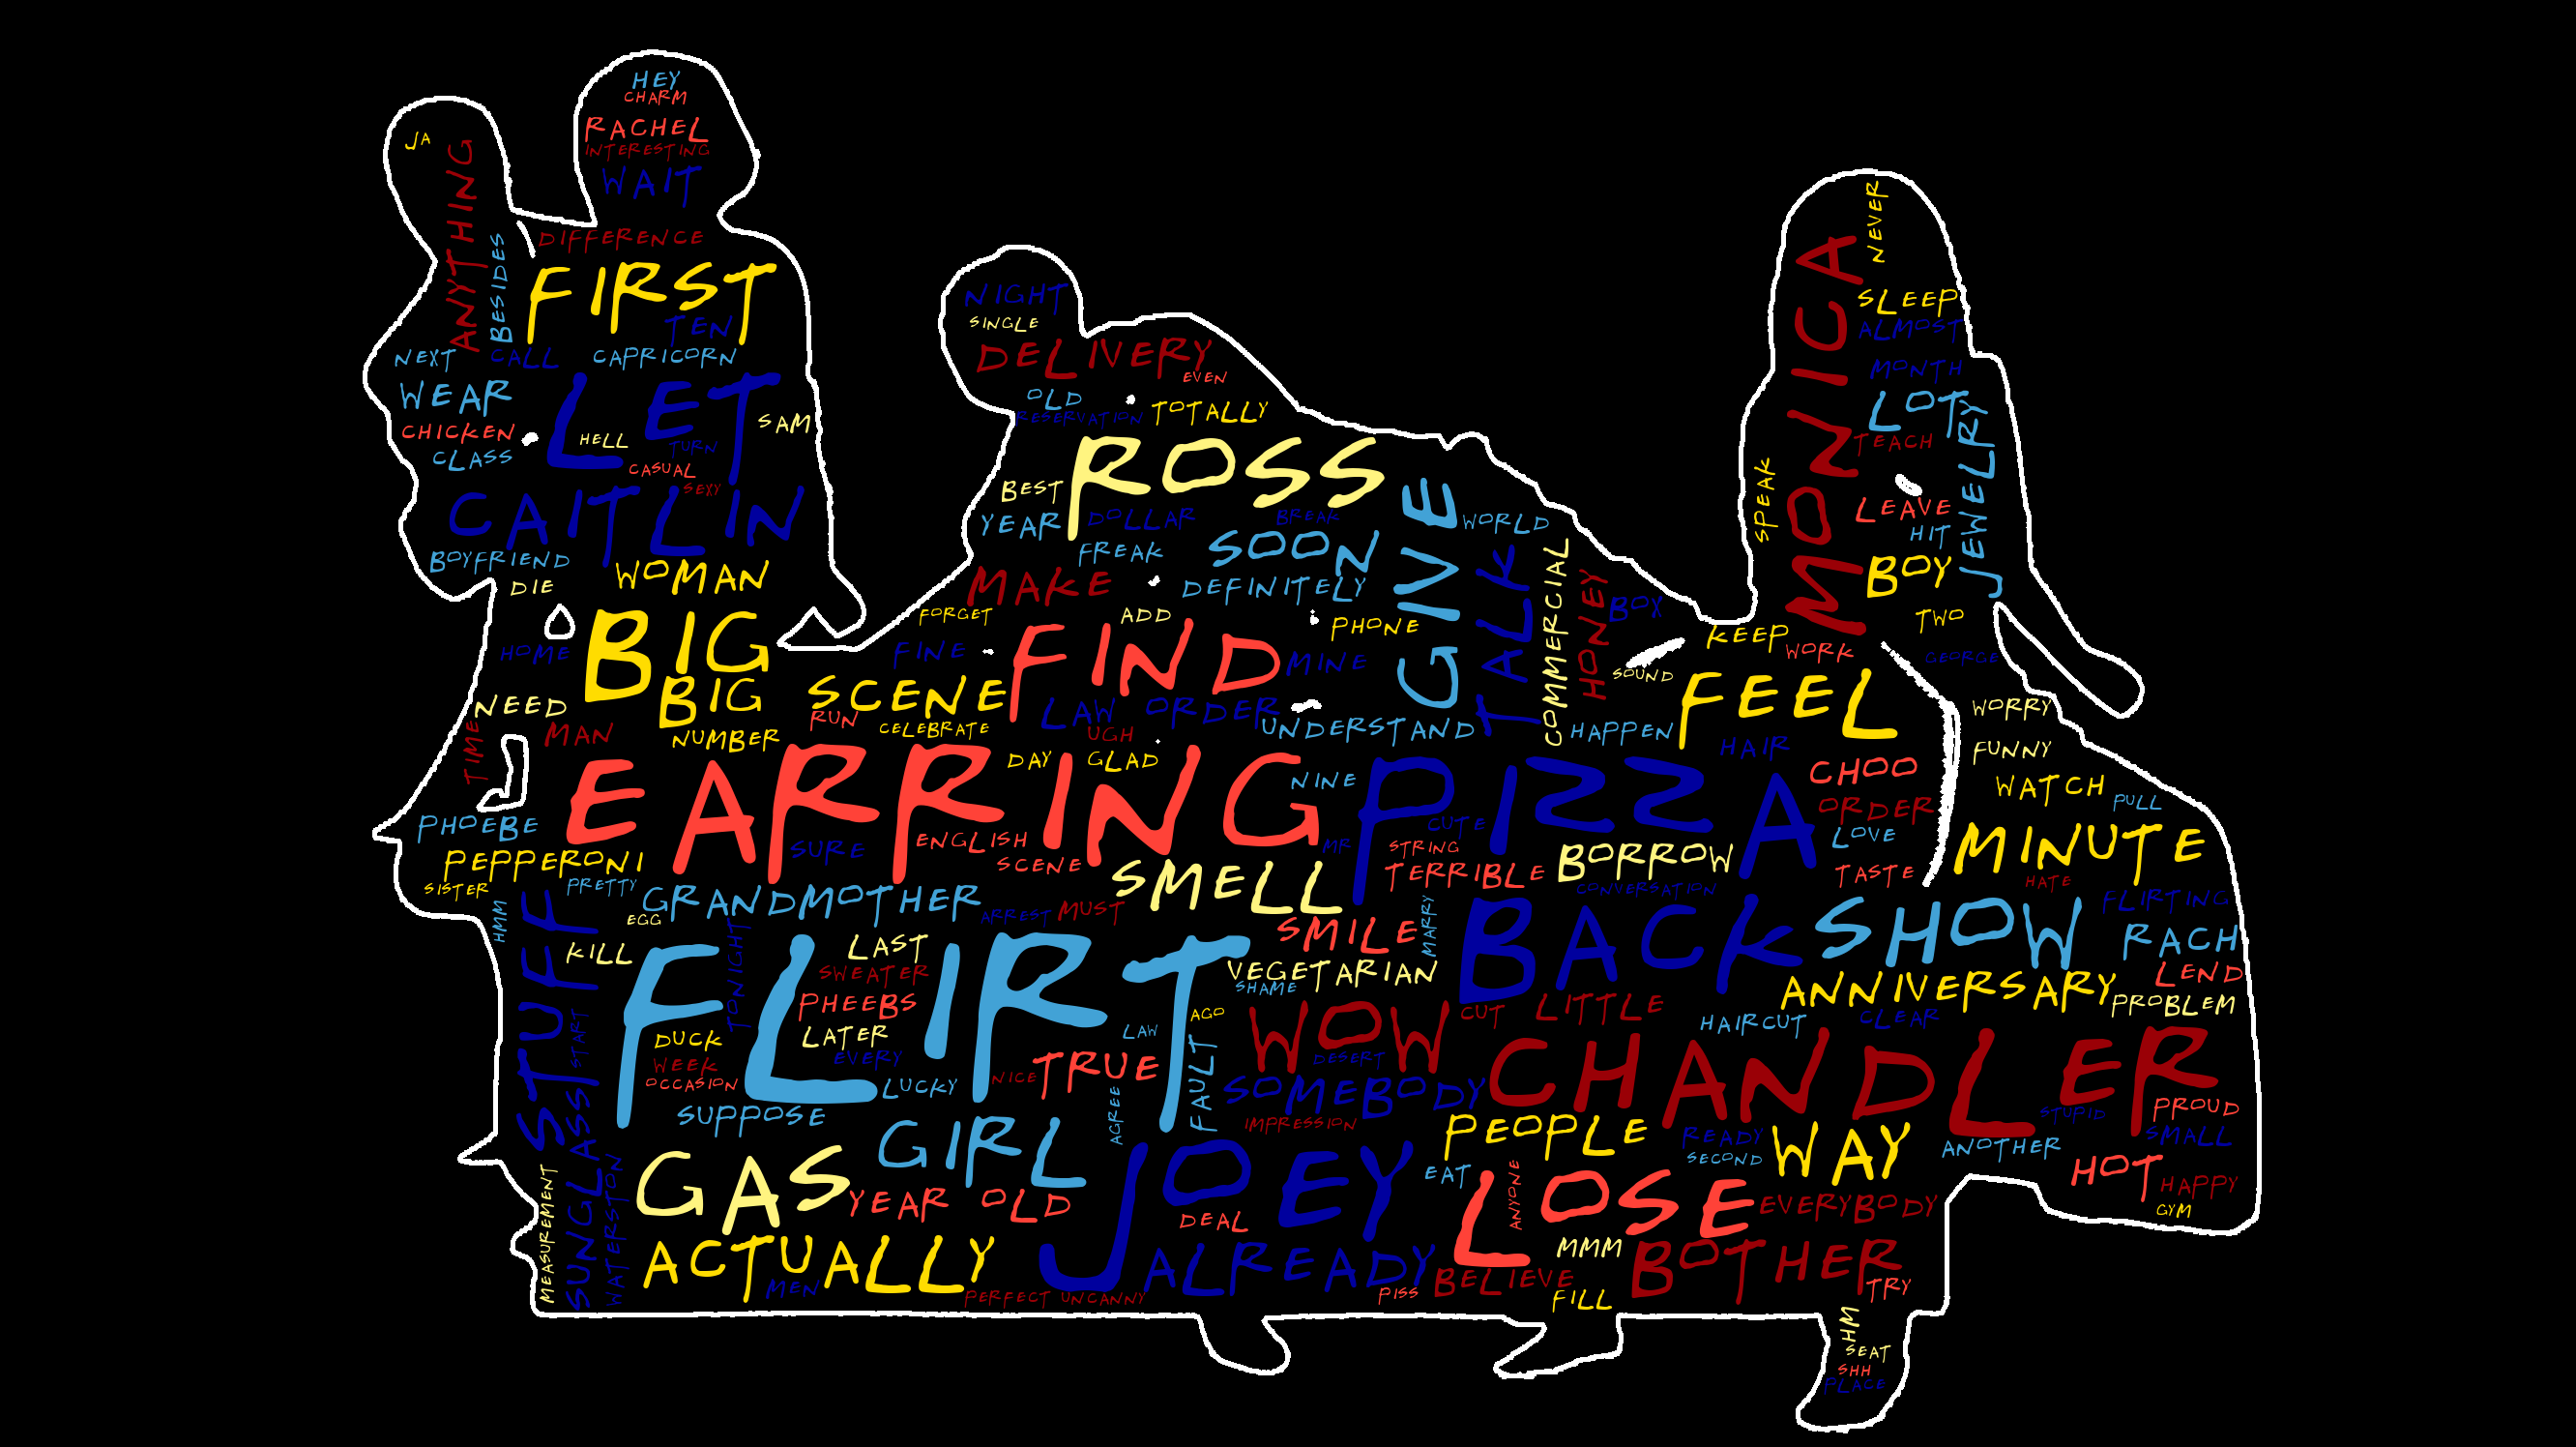 HEY
CHARM
RACHEL
INTERESTING
WAIT
JA
ANYTHING
BESIDES
DIFFERENCE
FIRST
TEN
NEXT
CALL
CAPRICORN
WEAR
LET
SAM
CHICKEN
HELL
TURN
CLASS
CASUAL
SEXY
CAITLIN
BOYFRIEND
DIE
WOMAN
BIG
HOME
BIG
NEED
MAN
NUMBER
TIME
NIGHT
SINGLE
DELIVERY
EVEN
OLD
RESERVATION
TOTALLY
ROSS
BEST
YEAR
DOLLAR
BREAK
FREAK
SOON
GIVE
WORLD
MAKE
DEFINITELY
TALK
COMMERCIAL
HONEY
BOX
FORGET
ADD
PHONE
FINE
FIND
MINE
SCENE
RUN
CELEBRATE
LAW ORDER
UGH
UNDERSTAND
DAY
GLAD
NEVER
MONICA
SLEEP
ALMOST
MONTH
LOT
TEACH
JEWELRY
SPEAK
LEAVE
HIT
BOY
TWO
KEEP
WORK
GEORGE
SOUND
FEEL
HAPPEN
HAIR
WORRY
FUNNY
WATCH
PULL
CHOO
ORDER
LOVE
TASTE
MINUTE
HATE
FLIRTING
EARRING
NINE
PIZZA
CUTE
MR
STRING
PHOEBE
SURE
ENGLISH
SCENE
SMELL
TERRIBLE
BORROW
CONVERSATION
PEPPERONI
SISTER
PRETTY
GRANDMOTHER
EGG
ARREST
MUST
HMM
STUFF
TONIGHT
SMILE
MARRY
BACK
SHOW
RACH
KILL
LAST
SWEATER
PHEEBS
LATER
FLIRT
VEGETARIAN
SHAME
ANNIVERSARY
LEND
PROBLEM
AGO
WOW
CUT
LITTLE
HAIRCUT
CLEAR
DUCK
WEEK
OCCASION
EVERY
LUCKY
LAW
NICE
TRUE
FAULT
AGREE
DESERT
SOMEBODY
CHANDLER
STUPID
PROUD
SMALL
START
SUPPOSE
GIRL
IMPRESSION
PEOPLE
READY
SECOND
WAY
ANOTHER
HOT
HAPPY
GYM
GAS
YEAR OLD
JOEY
DEAL
EAT
LOSE
ANYONE
EVERYBODY
MEASUREMENT
SUNGLASS
WATERSTON
ACTUALLY
MEN
ALREADY
PERFECT UNCANNY
PISS
BELIEVE
MMM
FILL
BOTHER
TRY
HM
SEAT
SHH
PLACE